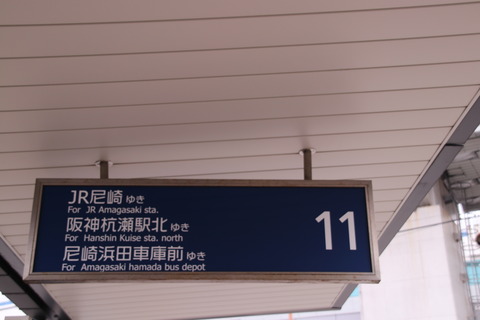 JR尼崎 ゆき
For JR Amagasaki sta.
阪神杭瀬駅北 ゆき
For Hanshin Kuise sta. north
尼崎浜田車庫前 ゆき
For Amagasaki hamada bus depot
11